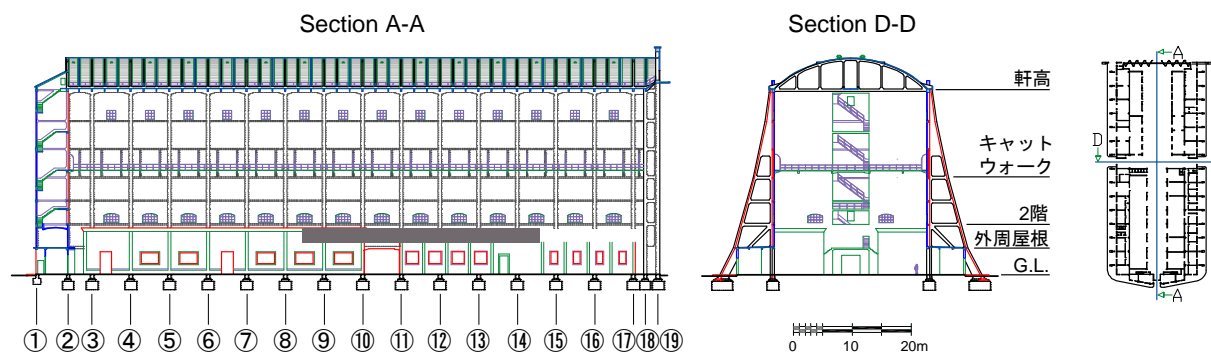 Section A-A
Section D-D
軒高
キャット
ウォーク
2階
外周屋根
G.L.
A
D
A
0 10 20m
① ② ③ ④ ⑤ ⑥ ⑦ ⑧ ⑨ ⑩ ⑪ ⑫ ⑬ ⑭ ⑮ ⑯ ⑰ ⑱ ⑲